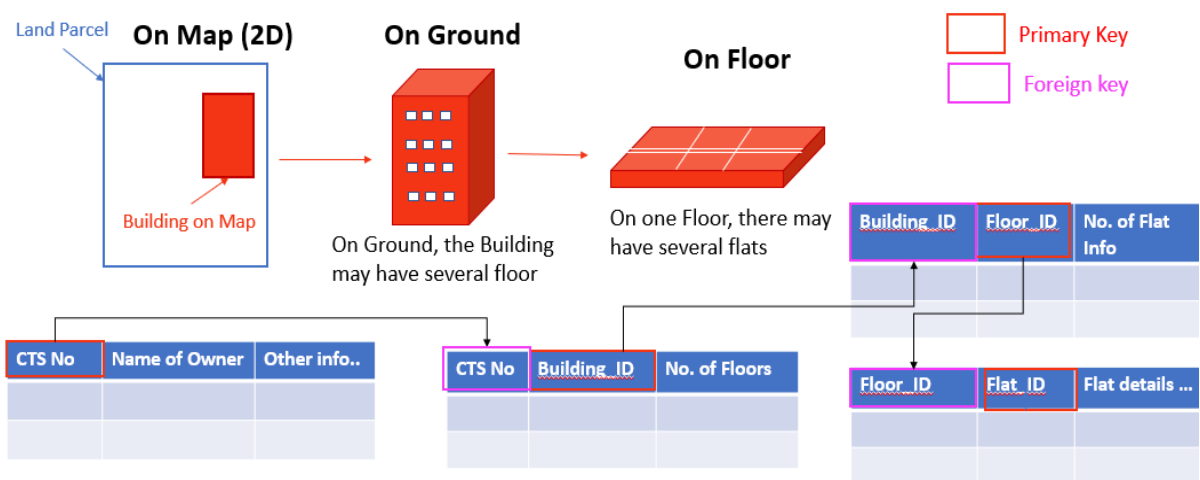 Land Parcel
On Map (2D)
On Ground
On Floor
Primary Key
Foreign key
Building on Map
On Ground, the Building
may have several floor
On one Floor, there may
have several flats
Building_ID
Floor_ID
No. of Flat
Info
CTS No
Name of Owner
Other info..
CTS No
Building_ID
No. of Floors
Floor_ID
Flat_ID
Flat details ...